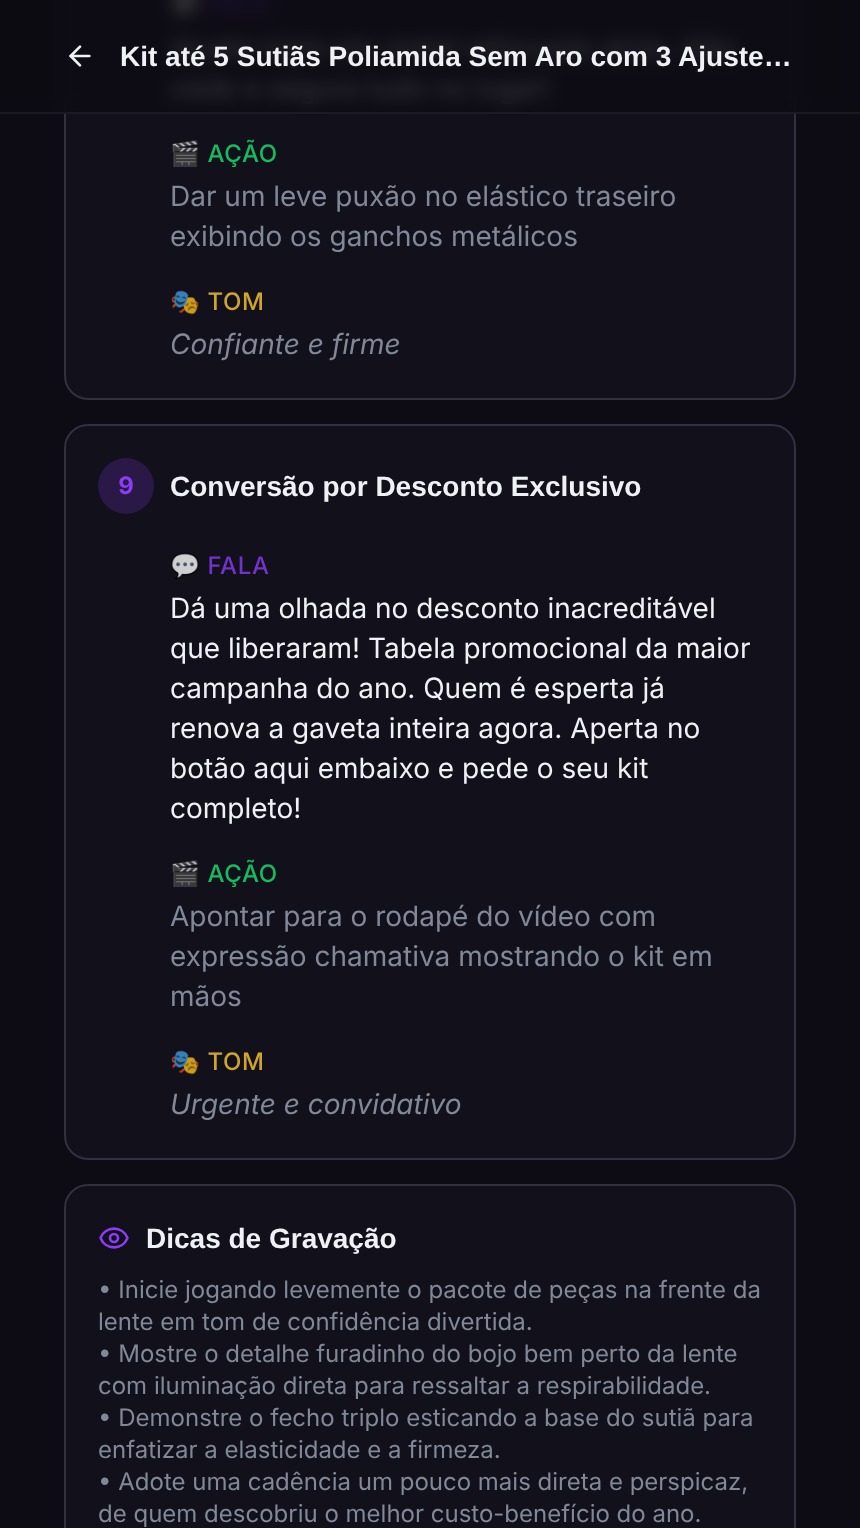 Kit até 5 Sutiãs Poliamida Sem Aro com 3 Ajuste...
AÇÃO
Dar um leve puxão no elástico traseiro
exibindo os ganchos metálicos
TOM
Confiante e firme
9
Conversão por Desconto Exclusivo
FALA
Dá uma olhada no desconto inacreditável
que liberaram! Tabela promocional da maior
campanha do ano. Quem é esperta já
renova a gaveta inteira agora. Aperta no
botão aqui embaixo e pede o seu kit
completo!
AÇÃO
Apontar para o rodapé do vídeo com
expressão chamativa mostrando o kit em
mãos
TOM
Urgente e convidativo
Dicas de Gravação
• Inicie jogando levemente o pacote de peças na frente da
lente em tom de confidência divertida.
• Mostre o detalhe furadinho do bojo bem perto da lente
com iluminação direta para ressaltar a respirabilidade.
• Demonstre o fecho triplo esticando a base do sutiã para
enfatizar a elasticidade e a firmeza.
• Adote uma cadência um pouco mais direta e perspicaz,
de quem descobriu o melhor custo-benefício do ano.